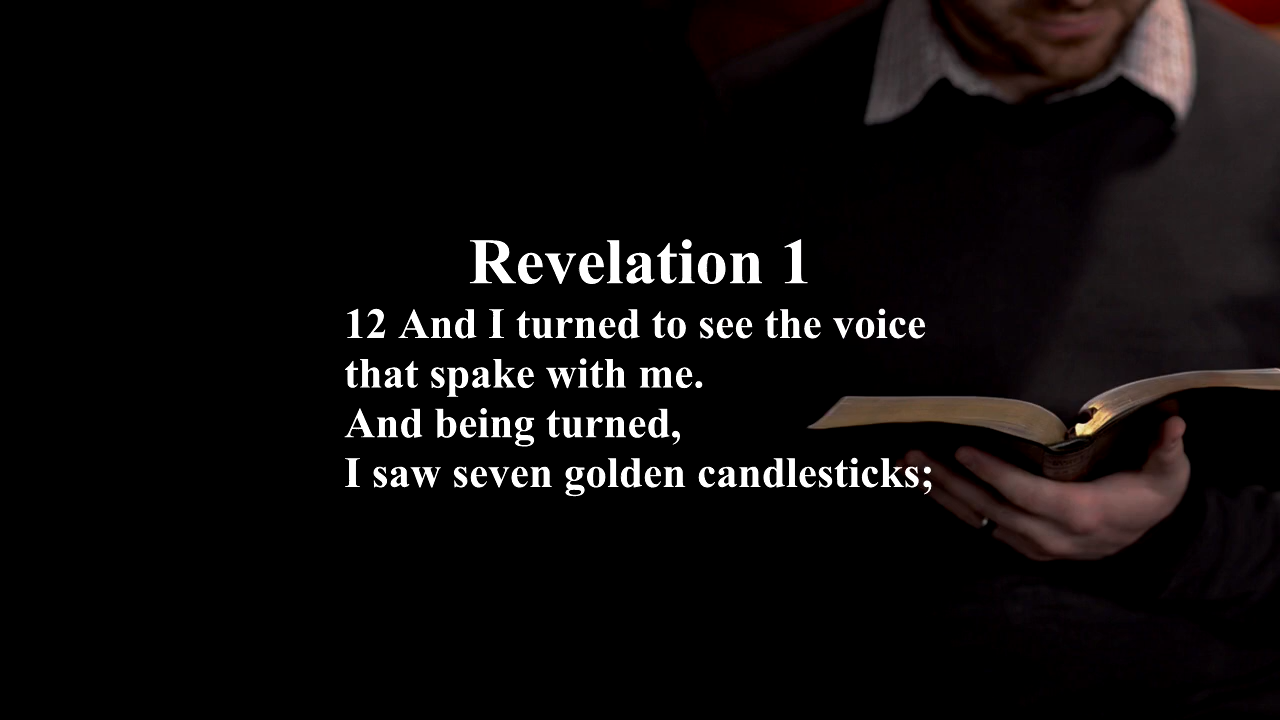 Revelation 1
12 And I turned to see the voice
that spake with me.
And being turned,
I saw seven golden candlesticks;